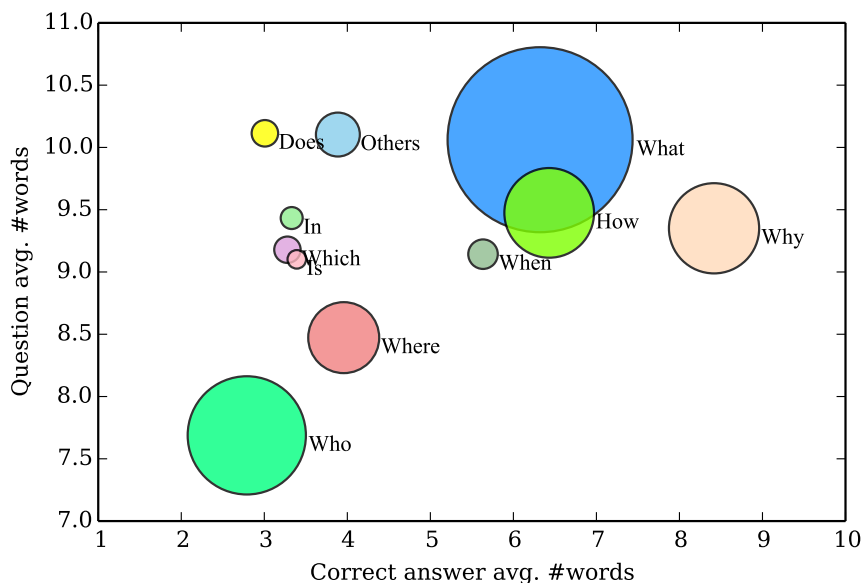 11.0
10.5
10.0
9.5
9.0
8.5
8.0
7.5
7.0
1
2
3
4
5
6
7
8
9
10
Question avg. #words
Correct answer avg. #words
Does
Others
What
In
How
Why
Which
Is
When
Where
Who